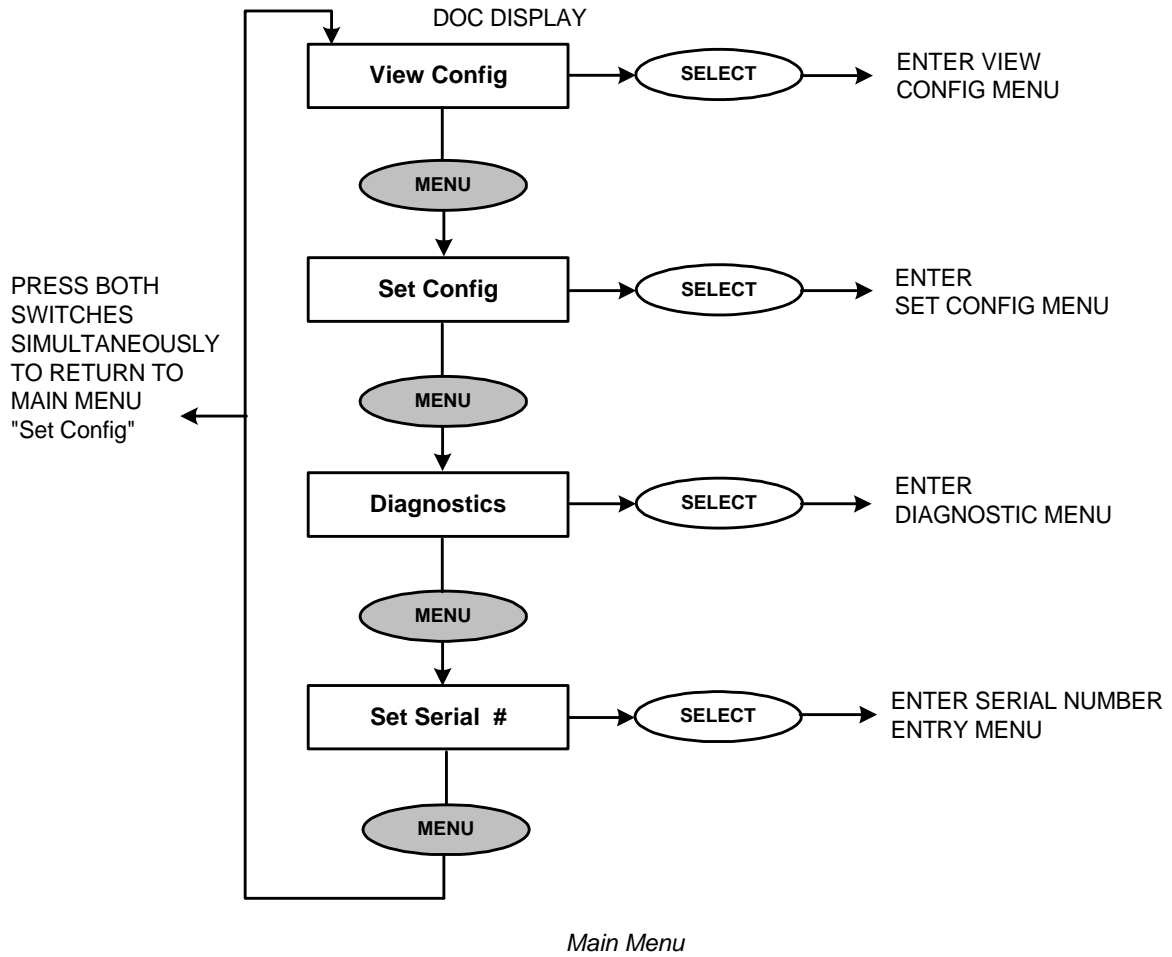 DOC DISPLAY
View Config
SELECT
ENTER VIEW
CONFIG MENU
MENU
Set Config
SELECT
ENTER
SET CONFIG MENU
PRESS BOTH
SWITCHES
SIMULTANEOUSLY
TO RETURN TO
MAIN MENU
"Set Config"
MENU
Diagnostics
SELECT
ENTER
DIAGNOSTIC MENU
MENU
Set Serial #
SELECT
ENTER SERIAL NUMBER
ENTRY MENU
MENU
Main Menu